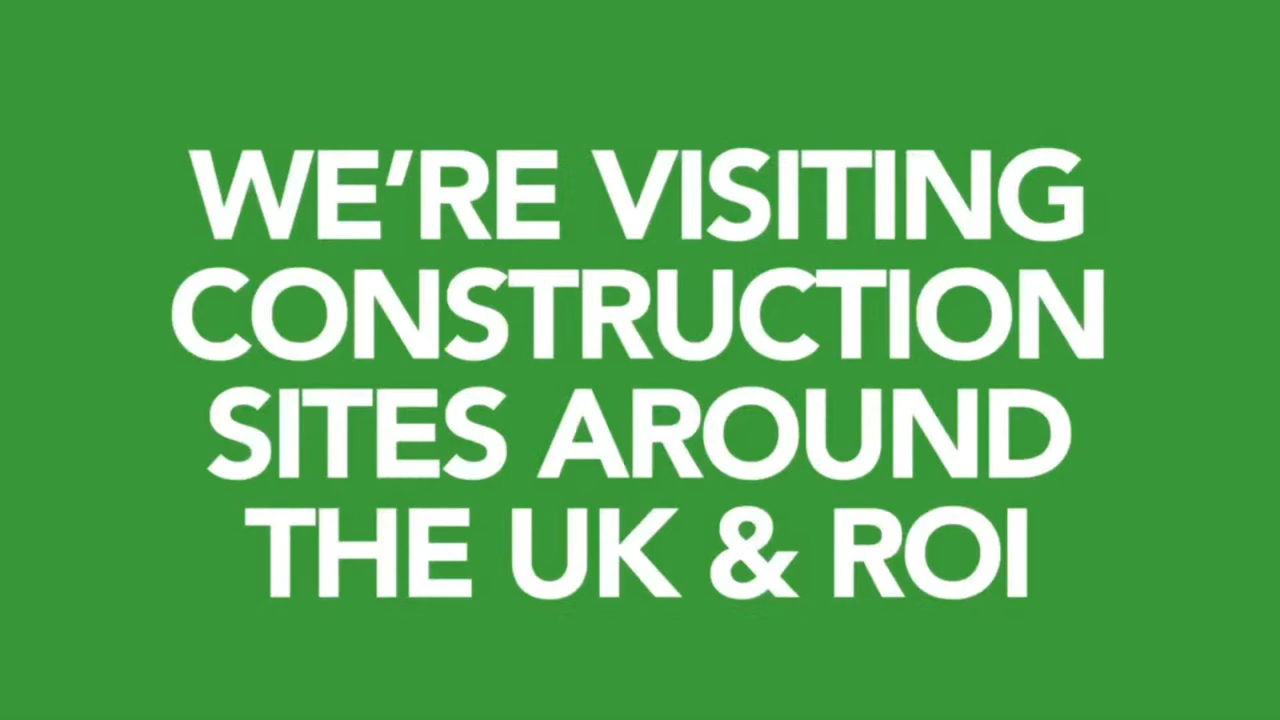 WE’RE VISITING
CONSTRUCTION
SITES AROUND
THE UK & ROI